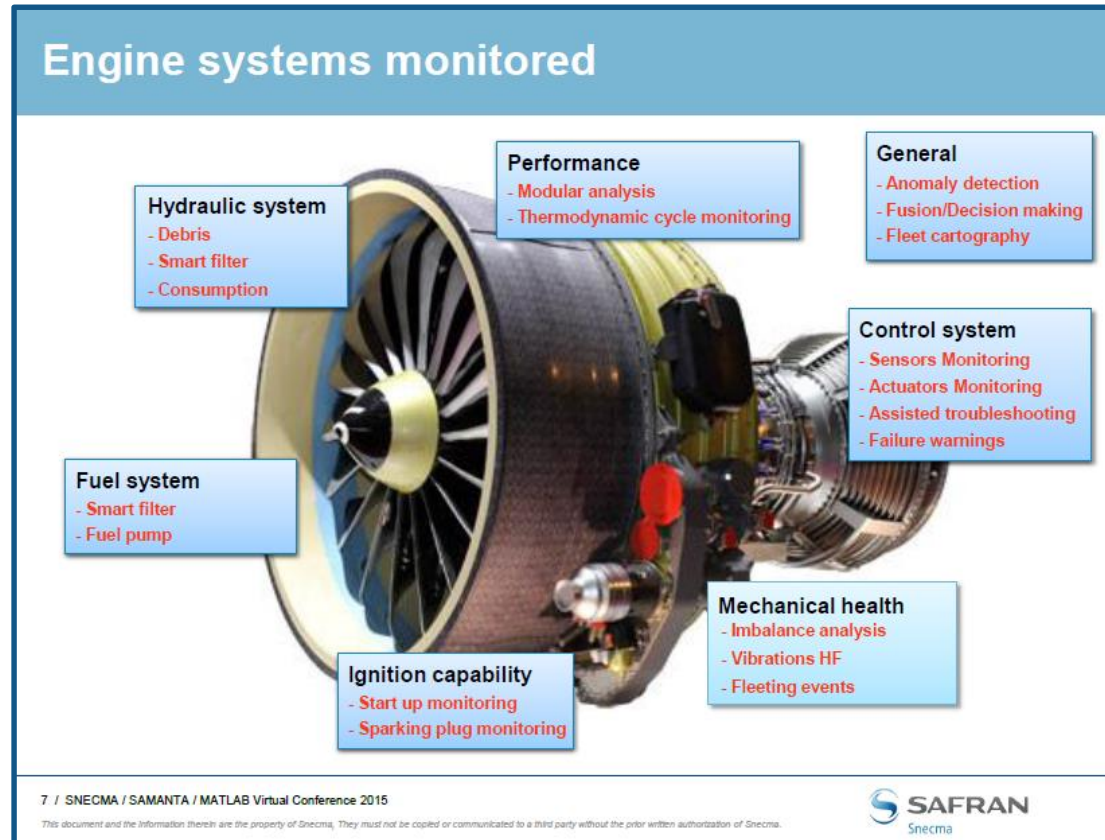 Engine systems monitored
Hydraulic system
- Debris
- Smart filter
- Consumption
Performance
- Modular analysis
- Thermodynamic cycle monitoring
General
- Anomaly detection
- Fusion/Decision making
- Fleet cartography
Control system
- Sensors Monitoring
- Actuators Monitoring
- Assisted troubleshooting
- Failure warnings
Fuel system
- Smart filter
- Fuel pump
Mechanical health
- Imbalance analysis
- Vibrations HF
- Fleeting events
Ignition capability
- Start up monitoring
- Sparking plug monitoring
7 / SNECMA / SAMANTA / MATLAB Virtual Conference 2015
This document and the information therein are the property of Snecma, They must not be copied or communicated to a third party without the prior written authorization of Snecma.
SAFRAN
Snecma